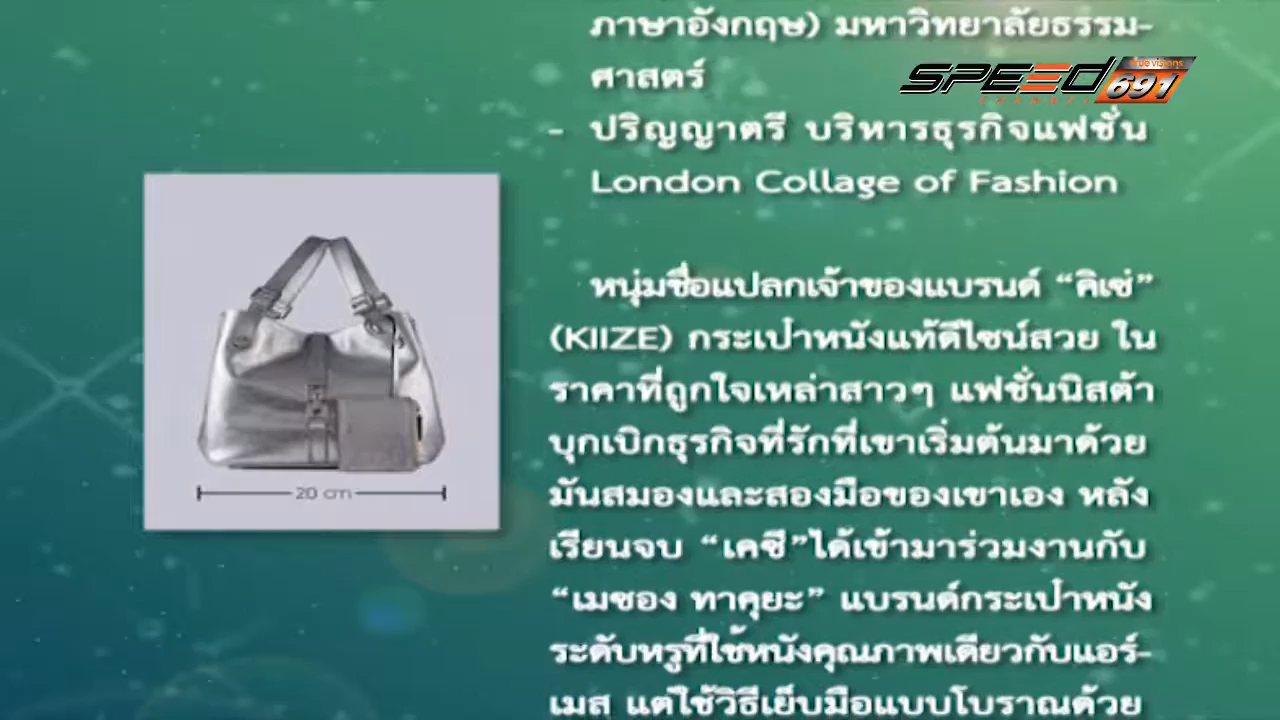 ภาษาอังกฤษ) มหาวิทยาลัยธรรม-
ศาสตร์
SPEED
CHANNEL
true visions
691
- ปริญญาตรี บริหารธุรกิจแฟชั่น
London Collage of Fashion
หนุ่มชื่อแปลกเจ้าของแบรนด์ “คิเซ่”
(KIIZE) กระเป๋าหนังแท้ดีไซน์สวย ใน
ราคาที่ถูกใจเหล่าสาวๆ แฟชั่นนิสต้า
บุกเบิกธุรกิจที่รักที่เขาเริ่มต้นมาด้วย
มันสมองและสองมือของเขาเอง หลัง
เรียนจบ “เคซี”ได้เข้ามาร่วมงานกับ
“เมซอง ทาคุยะ” แบรนด์กระเป๋าหนัง
ระดับหรูที่ใช้หนังคุณภาพเดียวกับแอร์-
เมส แต่ใช้วิธีเย็บมือแบบโบราณด้วย
20 cm